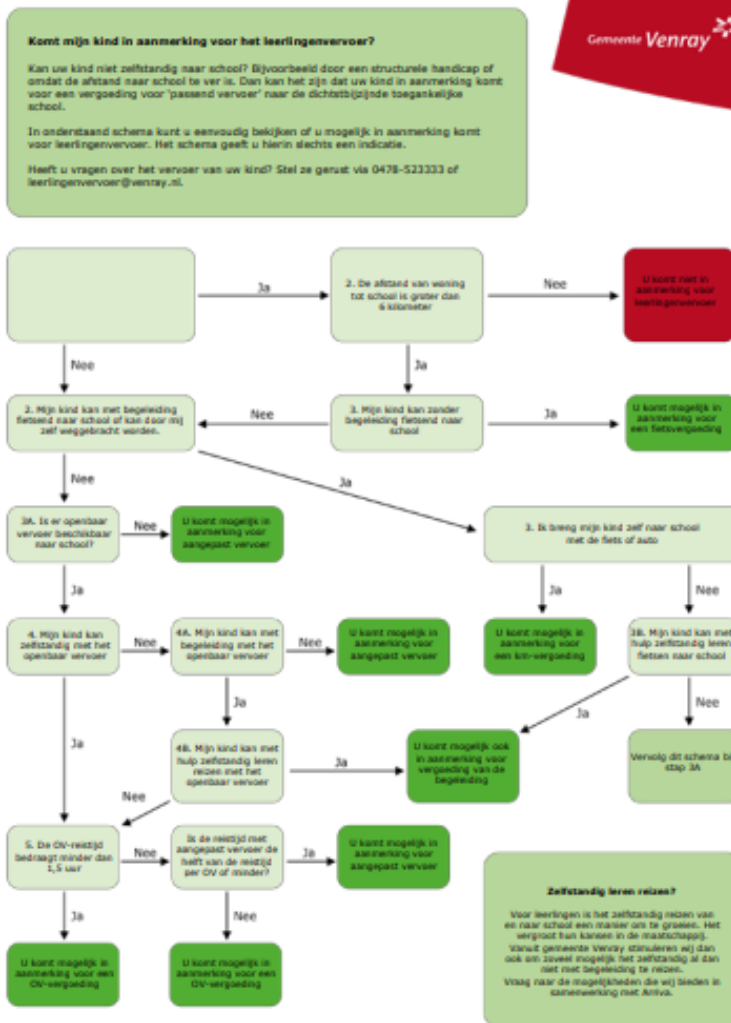 Gemeente Venray
Komt mijn kind in aanmerking voor het leerlingenvervoer?
Kan uw kind niet zelfstandig naar school? Bijvoorbeeld door een structurele handicap of
omdat de afstand naar school te ver is. Dan kan het zijn dat uw kind in aanmerking komt
voor een vergoeding voor 'passend vervoer' naar de dichtstbijzijnde toegankelijke
school.
In onderstaand schema kunt u eenvoudig bekijken of u mogelijk in aanmerking komt
voor leerlingenvervoer. Het schema geeft u hierin slechts een indicatie.
Heeft u vragen over het vervoer van uw kind? Stel ze gerust via 0478-523333 of
leerlingenvervoer@venray.nl.
Ja
2. De afstand van woning
tot school is groter dan
6 kilometer
Nee
U komt niet in
aanmerking voor
leerlingenvervoer
Nee
Ja
2. Mijn kind kan met begeleiding
fietsend naar school of kan door mij
zelf weggebracht worden.
Nee
3. Mijn kind kan zonder
begeleiding fietsend naar
school
Ja
U komt mogelijk in
aanmerking voor
een fietsvergoeding
Nee
Ja
3A. Is er openbaar
vervoer beschikbaar
naar school?
Nee
U komt mogelijk in
aanmerking voor
aangepast vervoer
3. Ik breng mijn kind zelf naar school
met de fiets of auto
Ja
Ja
Nee
4. Mijn kind kan
zelfstandig met het
openbaar vervoer
Nee
4A. Mijn kind kan met
begeleiding met het
openbaar vervoer
Nee
U komt mogelijk in
aanmerking voor
aangepast vervoer
U komt mogelijk in
aanmerking voor
een km-vergoeding
3B. Mijn kind kan met
hulp zelfstandig leren
fietsen naar school
Ja
Ja
Nee
Ja
4B. Mijn kind kan met
hulp zelfstandig leren
reizen met het
openbaar vervoer
Ja
U komt mogelijk ook
in aanmerking voor
vergoeding van de
begeleiding
Vervolg dit schema bij
stap 3A
Nee
5. De OV-reistijd
bedraagt minder dan
1,5 uur
Nee
Is de reistijd met
aangepast vervoer de
helft van de reistijd
per OV of minder?
Ja
U komt mogelijk in
aanmerking voor
aangepast vervoer
Ja
Nee
U komt mogelijk in
aanmerking voor een
OV-vergoeding
U komt mogelijk in
aanmerking voor een
OV-vergoeding
Zelfstandig leren reizen?
Voor leerlingen is het zelfstandig reizen van
en naar school een manier om te groeien. Het
vergroot hun kansen in de maatschappij.
Vanuit gemeente Venray stimuleren wij dan
ook om zoveel mogelijk het zelfstandig al dan
niet met begeleiding te reizen.
Vraag naar de mogelijkheden die wij bieden in
samenwerking met Arriva.